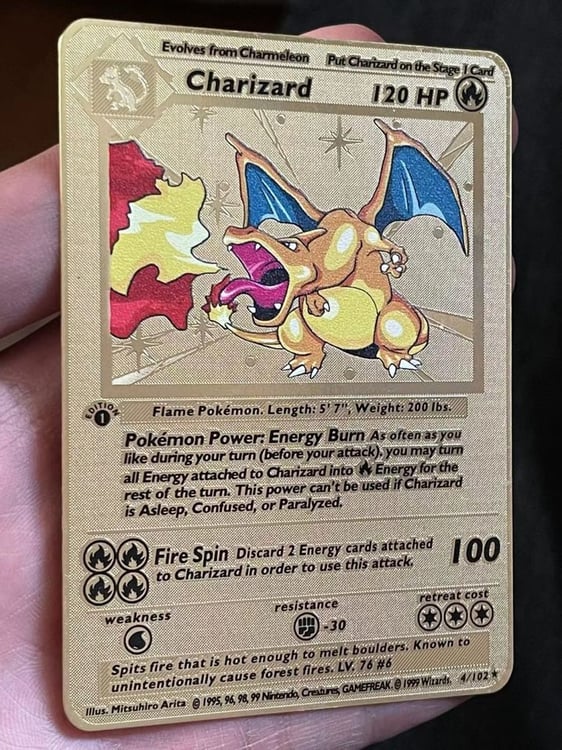 Evolves from Charmeleon Put Charizard on the Stage 1 Card
Charizard 120 HP
EDITION 1
Flame Pokémon. Length: 5' 7", Weight: 200 lbs.
Pokémon Power: Energy Burn As often as you
like during your turn (before your attack), you may turn
all Energy attached to Charizard into Energy for the
rest of the turn. This power can't be used if Charizard
is Asleep, Confused, or Paralyzed.
Fire Spin Discard 2 Energy cards attached 100
to Charizard in order to use this attack.
weakness resistance retreat cost
-30
Spits fire that is hot enough to melt boulders. Known to
unintentionally cause forest fires. LV. 76 #6
Illus. Mitsuhiro Arita © 1995, 96, 98, 99 Nintendo, Creatures, GAMEFREAK. © 1999 Wizards. 4/102 ★